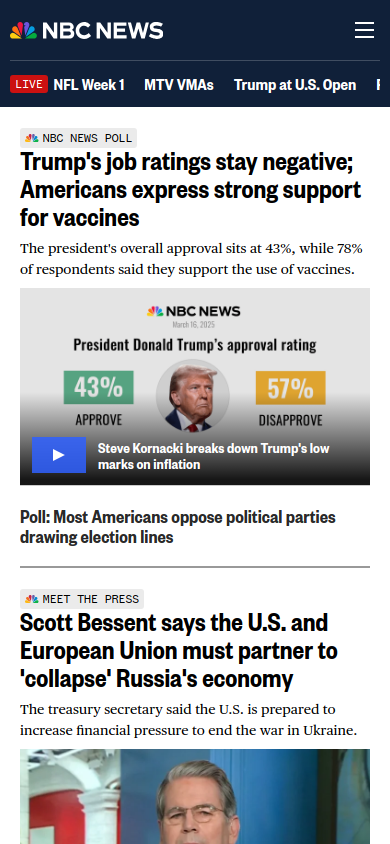 NBC NEWS
LIVE NFL Week 1 MTV VMAs Trump at U.S. Open
NBC NEWS POLL
Trump's job ratings stay negative;
Americans express strong support
for vaccines
The president's overall approval sits at 43%, while 78%
of respondents said they support the use of vaccines.
NBC NEWS
March 16, 2025
President Donald Trump's approval rating
43% 57%
APPROVE DISAPPROVE
Steve Kornacki breaks down Trump's low
marks on inflation
Poll: Most Americans oppose political parties
drawing election lines
MEET THE PRESS
Scott Bessent says the U.S. and
European Union must partner to
'collapse' Russia's economy
The treasury secretary said the U.S. is prepared to
increase financial pressure to end the war in Ukraine.